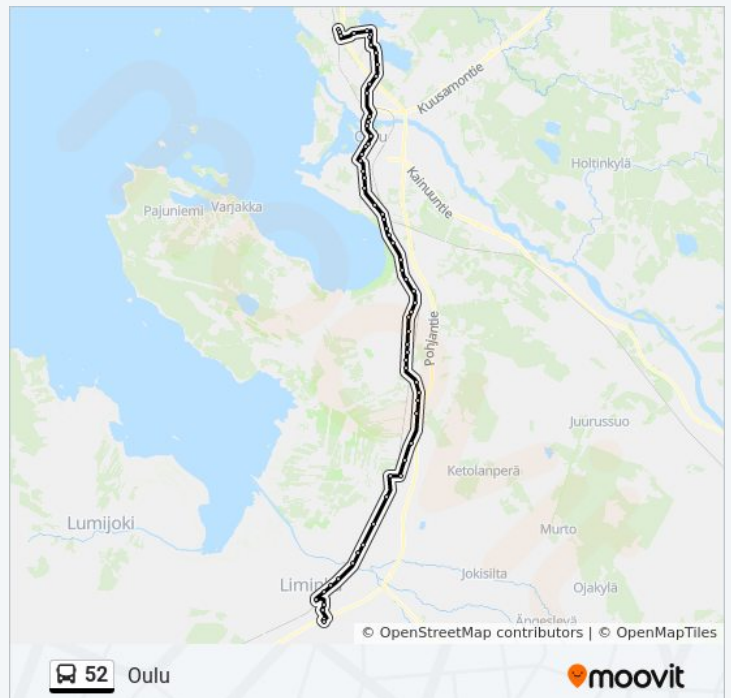 Kuusamontie
Oulu
Holtinkylä
Kainuuntie
Pajuniemi
Varjakka
Pohjantie
Juurussuo
Ketolanperä
Lumijoki
Murto
Jokisilta
Liminka
Ojakylä
Ängeslevä
© OpenStreetMap contributors | © OpenMapTiles
52 Oulu
moovit